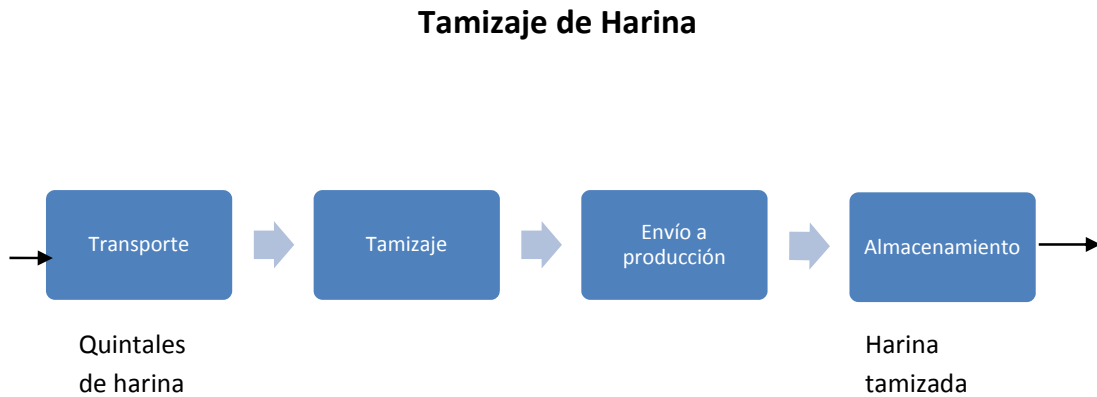 Tamizaje de Harina
Transporte
Tamizaje
Envío a
producción
Almacenamiento
Quintales
de harina
Harina
tamizada